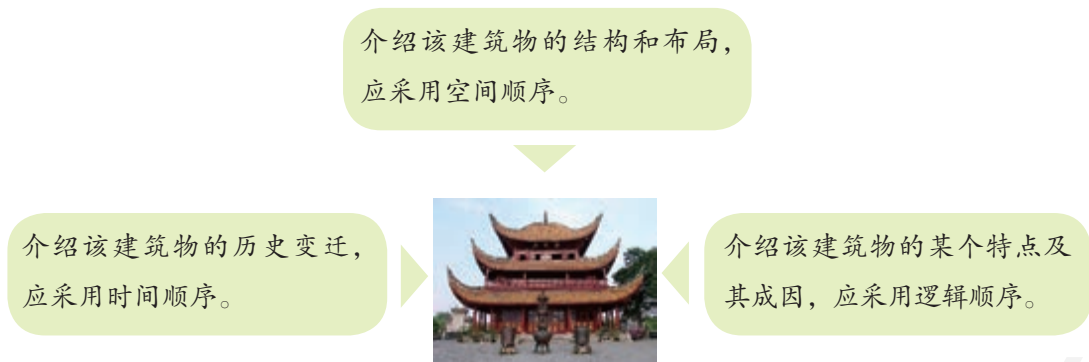 介绍该建筑物的结构和布局，
应采用空间顺序。
介绍该建筑物的历史变迁，
应采用时间顺序。
介绍该建筑物的某个特点及
其成因，应采用逻辑顺序。